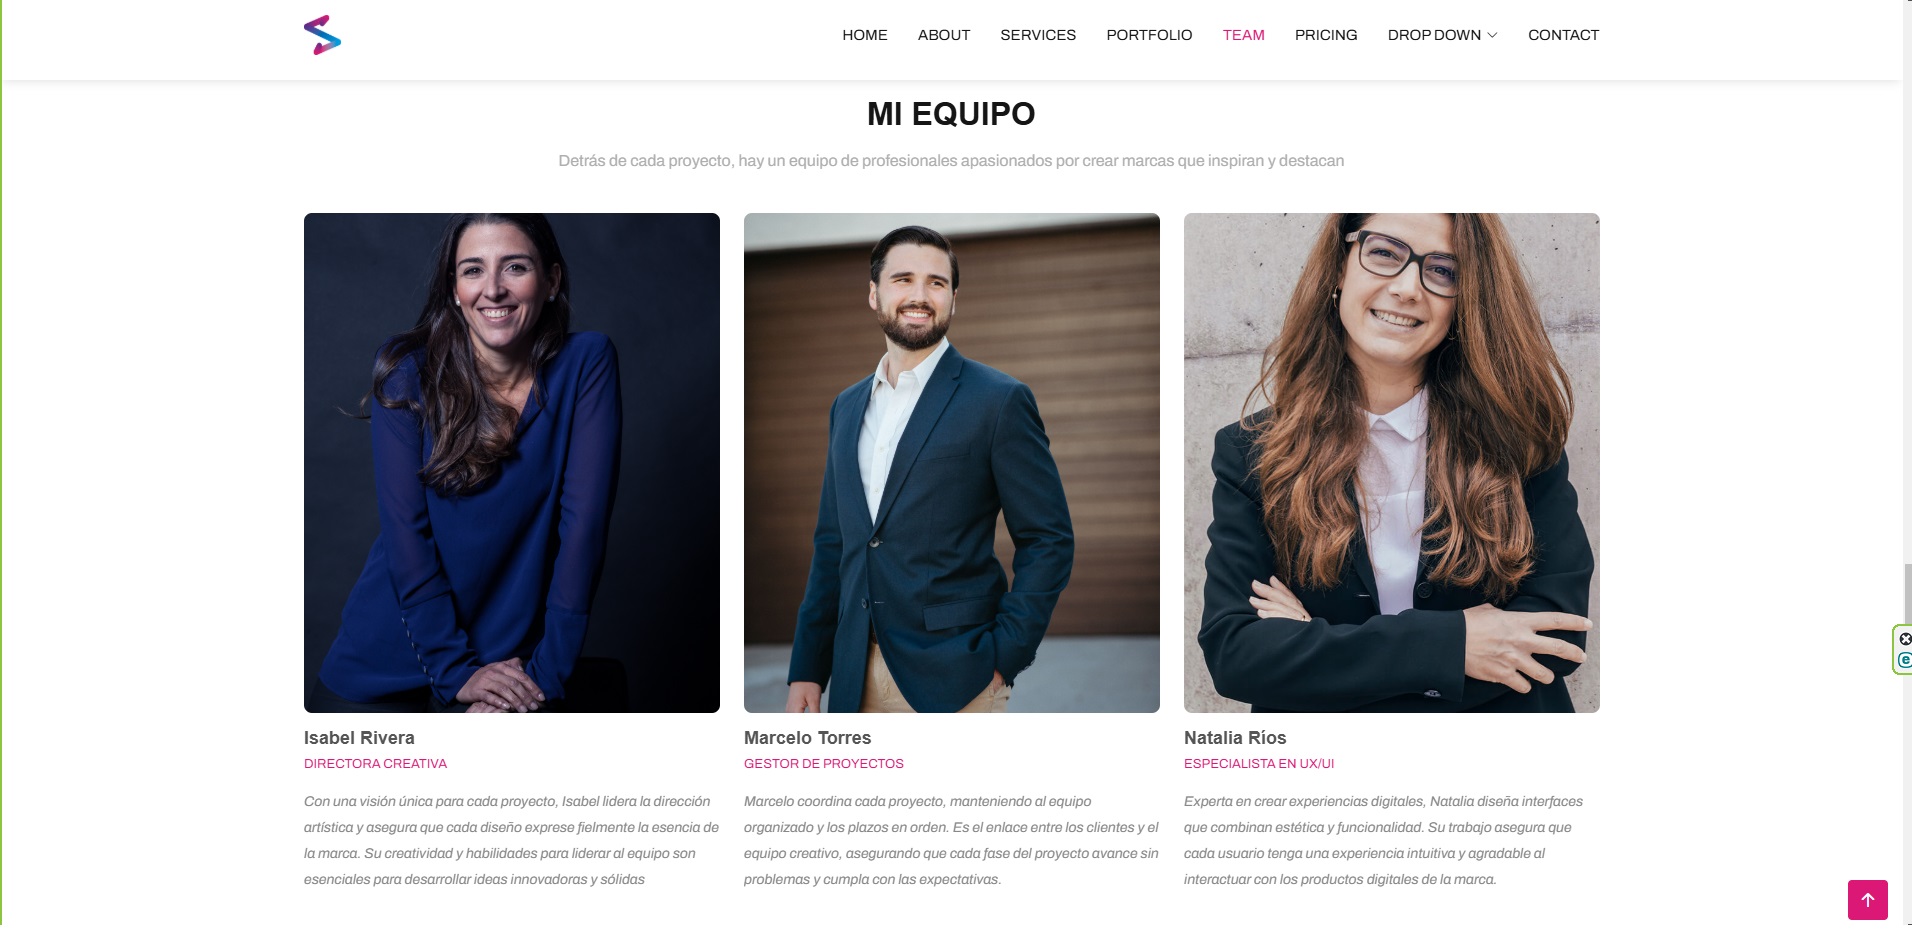 HOME ABOUT SERVICES PORTFOLIO TEAM PRICING DROP DOWN CONTACT
MI EQUIPO
Detrás de cada proyecto, hay un equipo de profesionales apasionados por crear marcas que inspiran y destacan
Isabel Rivera
DIRECTORA CREATIVA
Con una visión única para cada proyecto, Isabel lidera la dirección
artística y asegura que cada diseño exprese fielmente la esencia de
la marca. Su creatividad y habilidades para liderar al equipo son
esenciales para desarrollar ideas innovadoras y sólidas
Marcelo Torres
GESTOR DE PROYECTOS
Marcelo coordina cada proyecto, manteniendo al equipo
organizado y los plazos en orden. Es el enlace entre los clientes y el
equipo creativo, asegurando que cada fase del proyecto avance sin
problemas y cumpla con las expectativas.
Natalia Ríos
ESPECIALISTA EN UX/UI
Experta en crear experiencias digitales, Natalia diseña interfaces
que combinan estética y funcionalidad. Su trabajo asegura que
cada usuario tenga una experiencia intuitiva y agradable al
interactuar con los productos digitales de la marca.